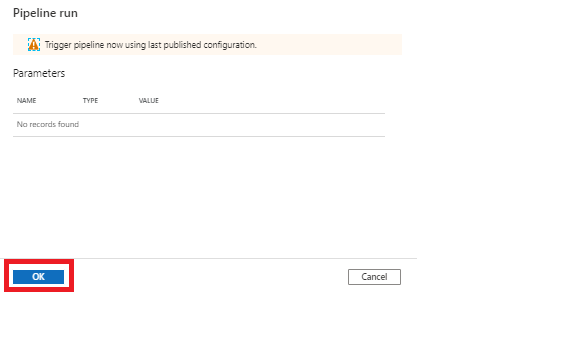 Pipeline run
Trigger pipeline now using last published configuration.
Parameters
NAME TYPE VALUE
No records found
OK Cancel